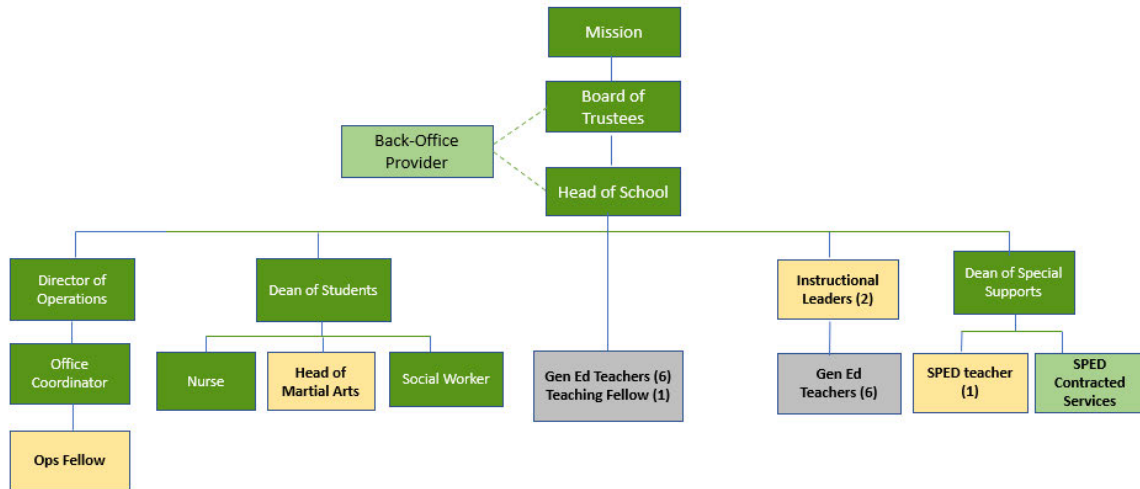 Mission
Board of
Trustees
Back-Office
Provider
Head of School
Director of
Operations
Dean of Students
Instructional
Leaders (2)
Dean of Special
Supports
Office
Coordinator
Nurse
Head of
Martial Arts
Social Worker
Gen Ed Teachers (6)
Teaching Fellow (1)
Gen Ed
Teachers (6)
SPED teacher
(1)
SPED
Contracted
Services
Ops Fellow